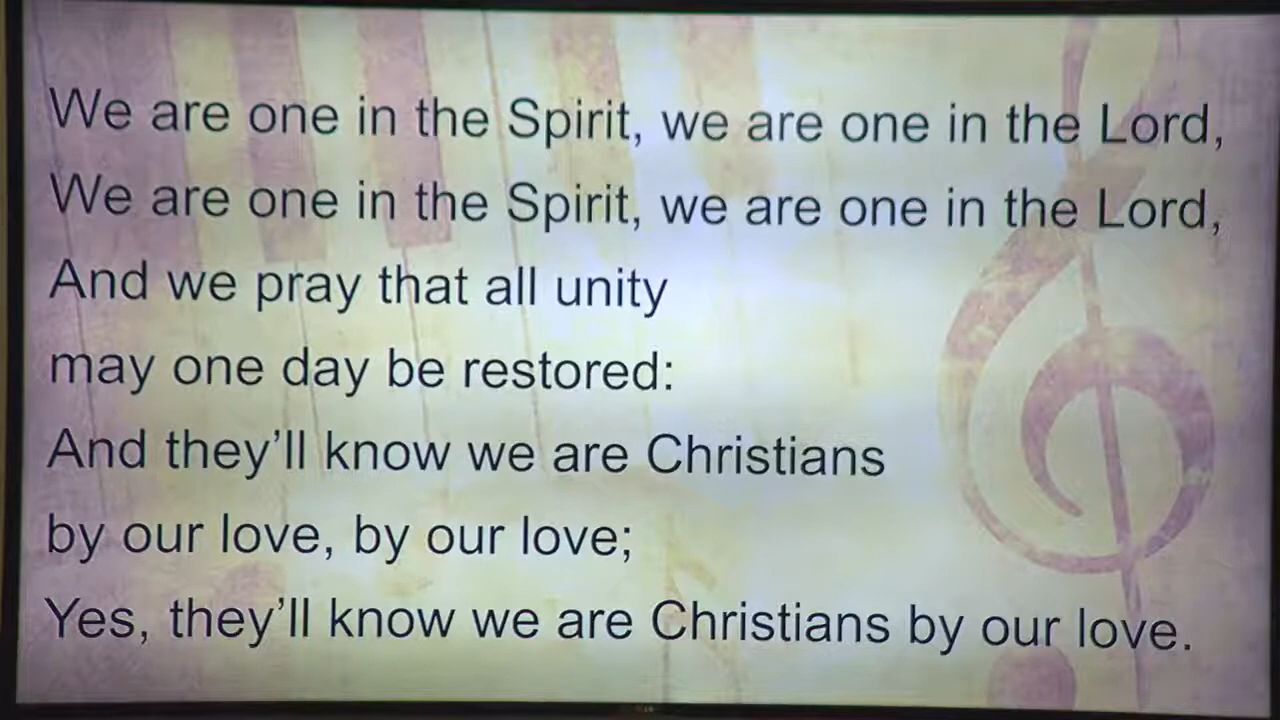 We are one in the Spirit, we are one in the Lord,
We are one in the Spirit, we are one in the Lord,
And we pray that all unity
may one day be restored:
And they’ll know we are Christians
by our love, by our love;
Yes, they’ll know we are Christians by our love.